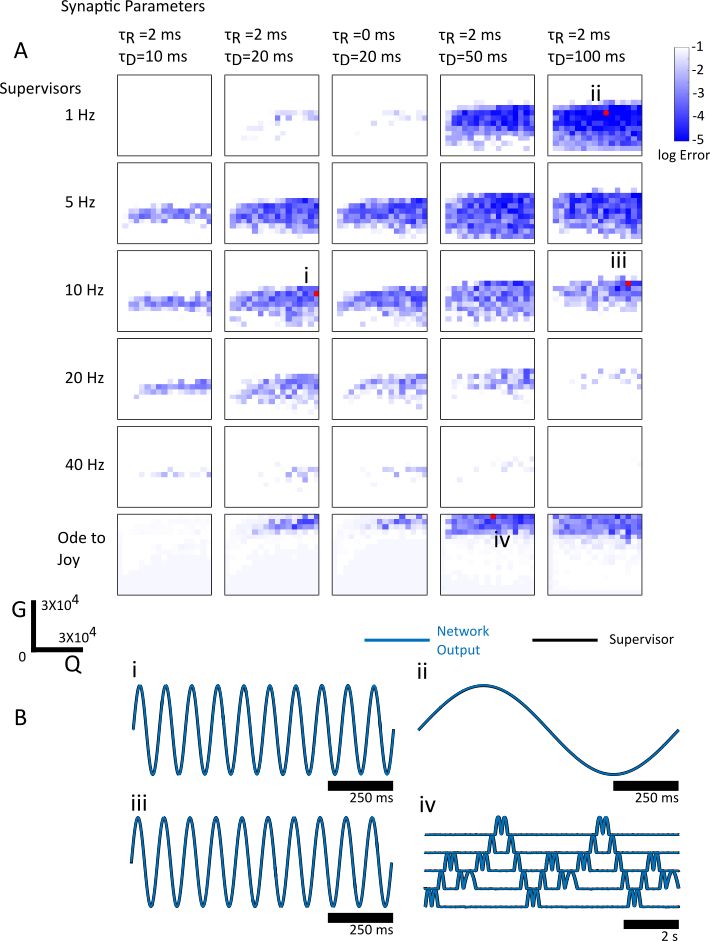 Synaptic Parameters
A
τR =2 ms τR =2 ms τR =0 ms τR =2 ms τR =2 ms
τD=10 ms τD=20 ms τD=20 ms τD=50 ms τD=100 ms
Supervisors
1 Hz
ii
-1
-2
-3
-4
-5
log Error
5 Hz
10 Hz
i
iii
20 Hz
40 Hz
Ode to
Joy
iv
G
3X10^4
3X10^4
0
Q
Network
Output
Supervisor
B
i
ii
250 ms
250 ms
iii
iv
250 ms
2 s